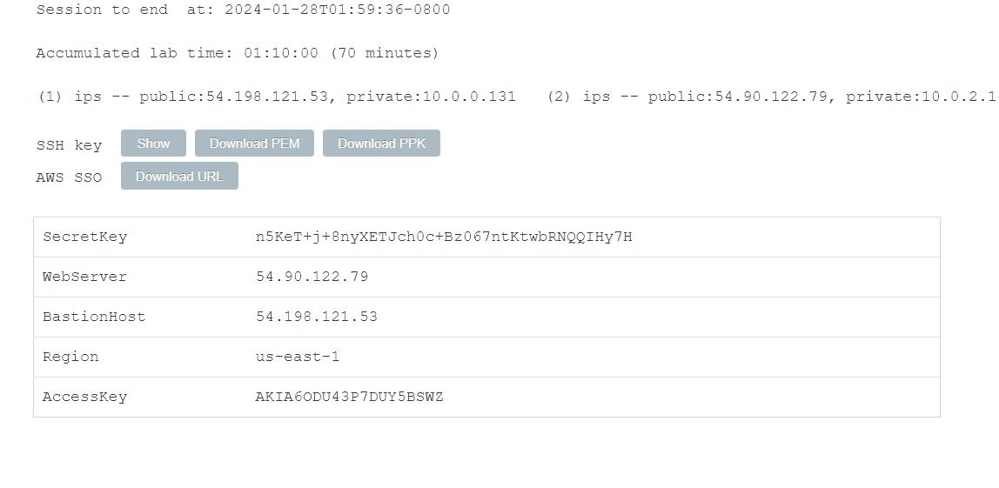 Session to end  at: 2024-01-28T01:59:36-0800
Accumulated lab time: 01:10:00 (70 minutes)
(1) ips -- public:54.198.121.53, private:10.0.0.131   (2) ips -- public:54.90.122.79, private:10.0.2.1
SSH key Show Download PEM Download PPK
AWS SSO Download URL
SecretKey n5KeT+j+8nyXETJch0c+Bz067ntKtwbRNQQIHy7H
WebServer 54.90.122.79
BastionHost 54.198.121.53
Region us-east-1
AccessKey AKIA6ODU43P7DUY5BSWZ